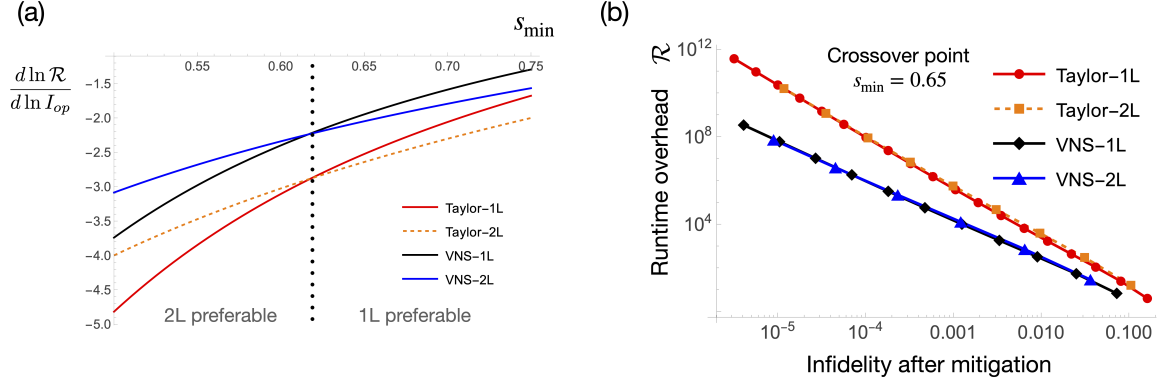 (a)
s_min
0.55 0.60 0.65 0.70 0.75
d ln R
d ln I_op
−1.5
−2.0
−2.5
−3.0
−3.5
−4.0
−4.5
−5.0
Taylor−1L
Taylor−2L
VNS−1L
VNS−2L
2L preferable
1L preferable
(b)
Runtime overhead R
10^12
10^8
10^4
Crossover point
s_min = 0.65
Taylor−1L
Taylor−2L
VNS−1L
VNS−2L
10^−5 10^−4 0.001 0.010 0.100
Infidelity after mitigation